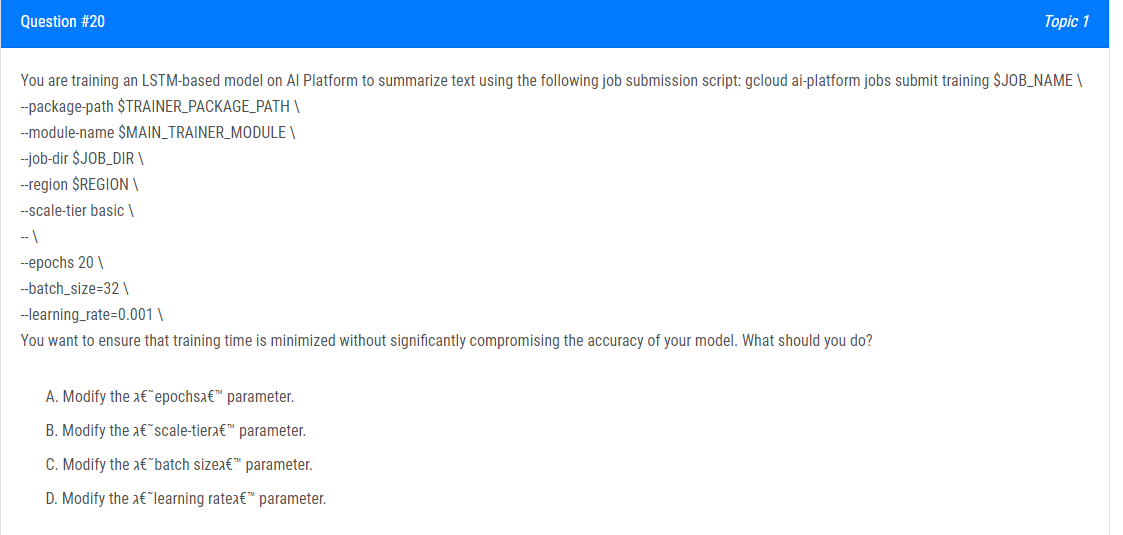 Question #20
Topic 1
You are training an LSTM-based model on AI Platform to summarize text using the following job submission script: gcloud ai-platform jobs submit training $JOB_NAME \
--package-path $TRAINER_PACKAGE_PATH \
--module-name $MAIN_TRAINER_MODULE \
--job-dir $JOB_DIR \
--region $REGION \
--scale-tier basic \
-- \
--epochs 20 \
--batch_size=32 \
--learning_rate=0.001 \
You want to ensure that training time is minimized without significantly compromising the accuracy of your model. What should you do?
A. Modify the ג€˜epochsג€™ parameter.
B. Modify the ג€˜scale-tierג€™ parameter.
C. Modify the ג€˜batch sizeג€™ parameter.
D. Modify the ג€˜learning rateג€™ parameter.